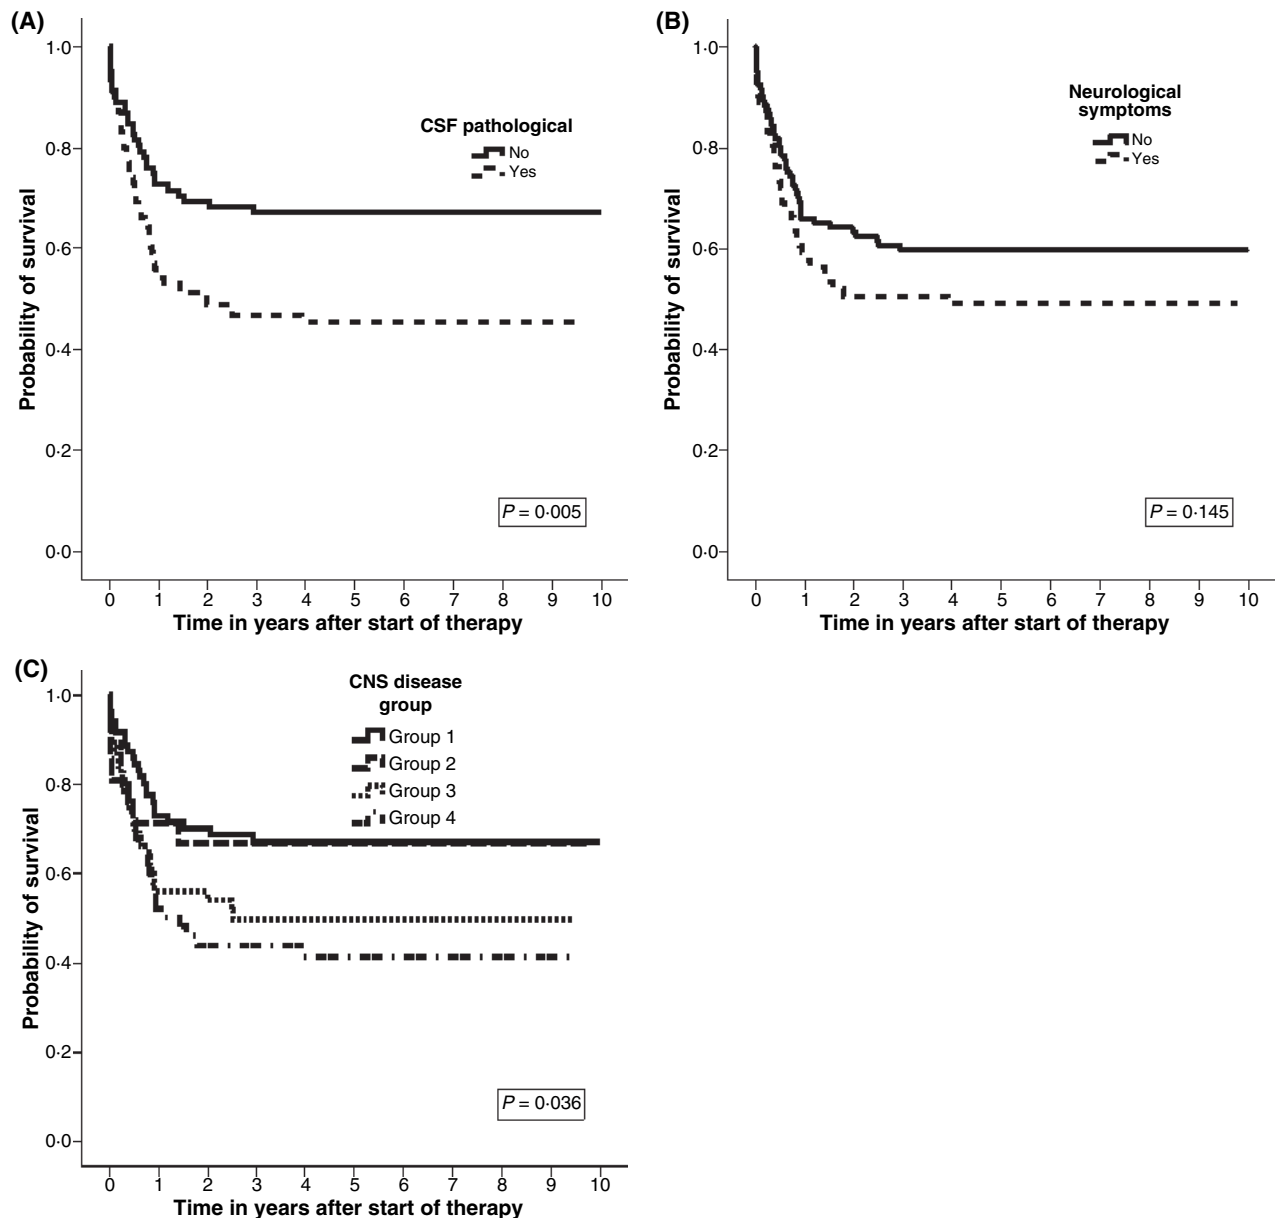 (A)
1·0
0·8
0·6
0·4
0·2
0·0
Probability of survival
CSF pathological
No
Yes
P = 0·005
0 1 2 3 4 5 6 7 8 9 10
Time in years after start of therapy
(B)
1·0
0·8
0·6
0·4
0·2
0·0
Probability of survival
Neurological
symptoms
No
Yes
P = 0·145
0 1 2 3 4 5 6 7 8 9 10
Time in years after start of therapy
(C)
1·0
0·8
0·6
0·4
0·2
0·0
Probability of survival
CNS disease
group
Group 1
Group 2
Group 3
Group 4
P = 0·036
0 1 2 3 4 5 6 7 8 9 10
Time in years after start of therapy